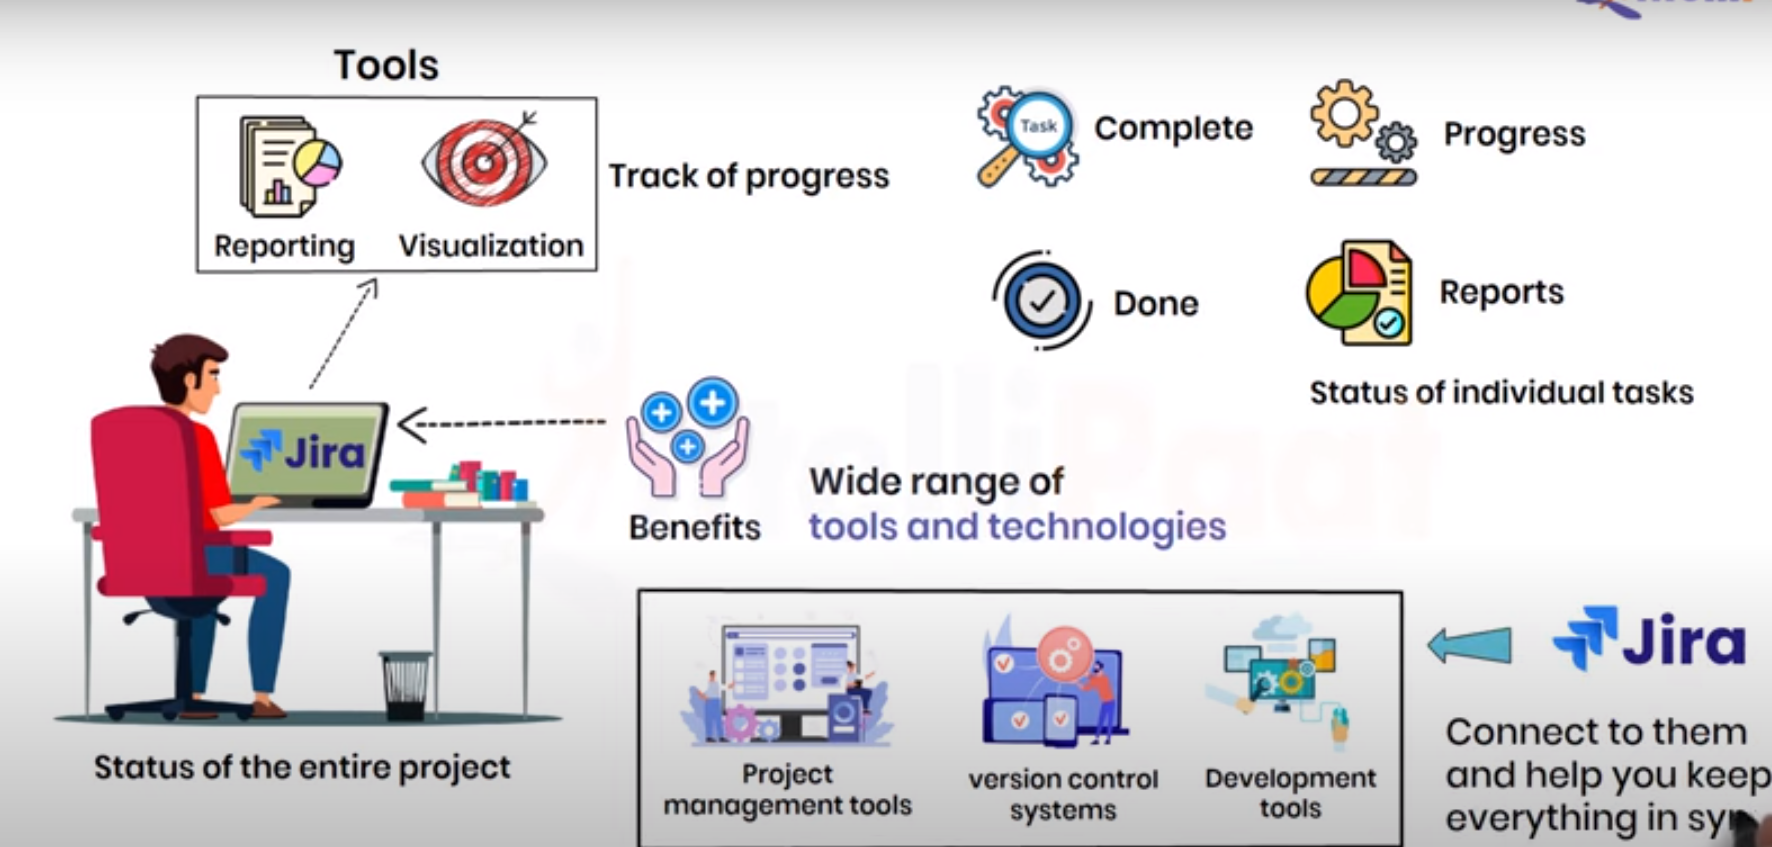 Tools
Reporting
Visualization
Track of progress
Task
Complete
Progress
Done
Reports
Status of individual tasks
Jira
Benefits
Wide range of
tools and technologies
Status of the entire project
Project
management tools
version control
systems
Development
tools
Jira
Connect to them
and help you keep
everything in